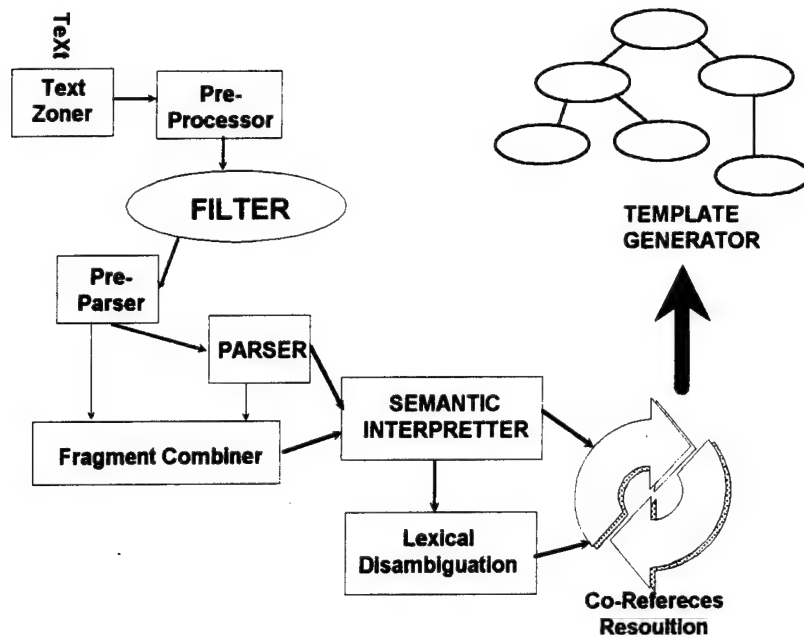 TeXt
Text
Zoner
Pre-
Processor
FILTER
Pre-
Parser
PARSER
Fragment Combiner
SEMANTIC
INTERPRETTER
Lexical
Disambiguation
Co-Refereces
Resoultion
TEMPLATE
GENERATOR